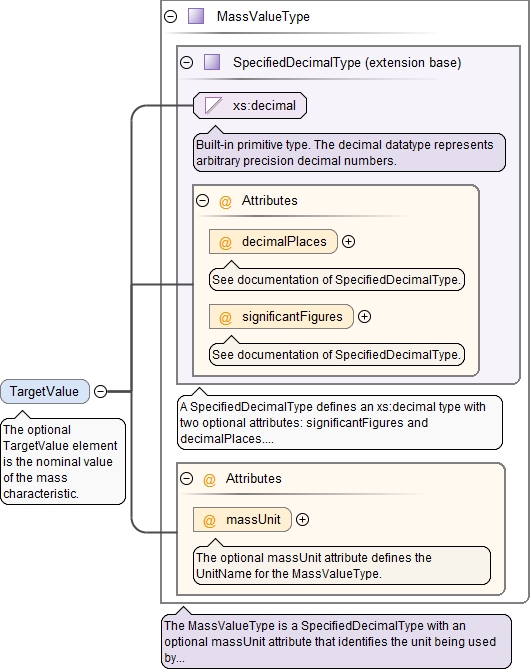 MassValueType
SpecifiedDecimalType (extension base)
xs:decimal
Built-in primitive type. The decimal datatype represents
arbitrary precision decimal numbers.
@ Attributes
@ decimalPlaces
See documentation of SpecifiedDecimalType.
@ significantFigures
See documentation of SpecifiedDecimalType.
TargetValue
The optional
TargetValue element
is the nominal value
of the mass
characteristic.
A SpecifiedDecimalType defines an xs:decimal type with
two optional attributes: significantFigures and
decimalPlaces....
@ Attributes
@ massUnit
The optional massUnit attribute defines the
UnitName for the MassValueType.
The MassValueType is a SpecifiedDecimalType with an
optional massUnit attribute that identifies the unit being used
by...